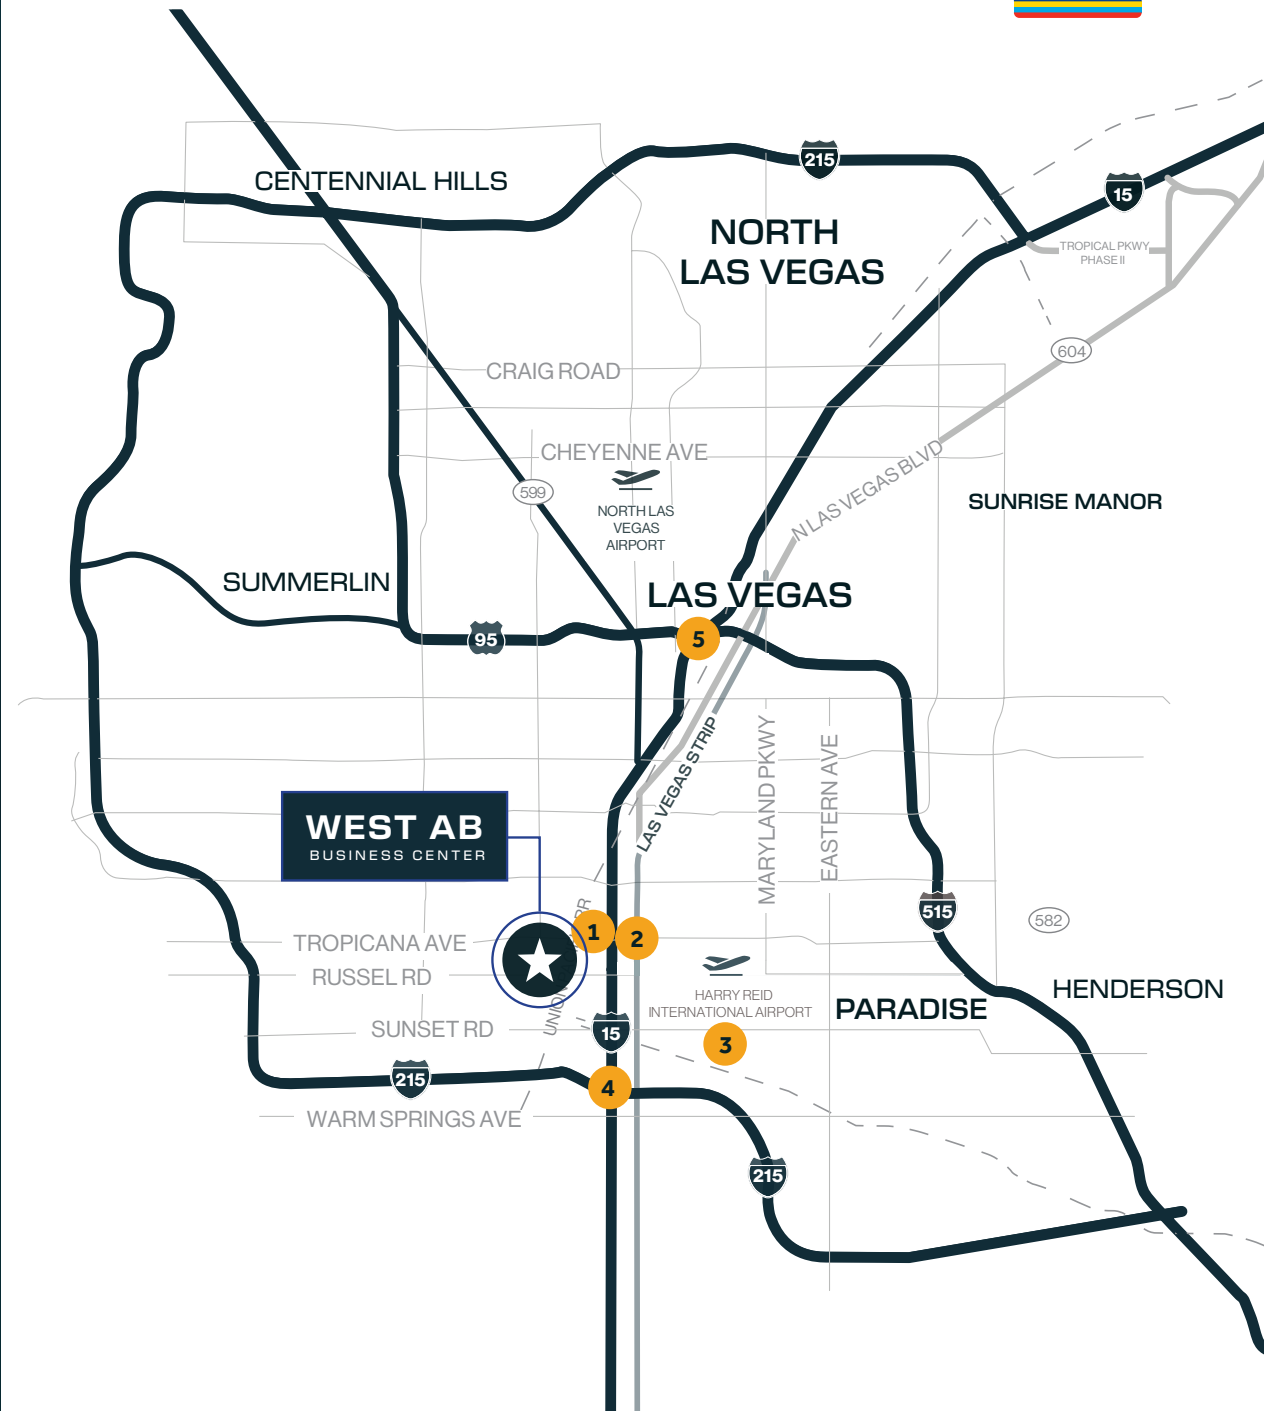 CENTENNIAL HILLS
215
15
NORTH
LAS VEGAS
TROPICAL PKWY
PHASE II
604
CRAIG ROAD
CHEYENNE AVE
N LAS VEGAS BLVD
599
NORTH LAS
VEGAS
AIRPORT
SUNRISE MANOR
SUMMERLIN
LAS VEGAS
95
5
LAS VEGAS STRIP
MARYLAND PKWY
EASTERN AVE
WEST AB
BUSINESS CENTER
515
582
UNION
RR
1
2
TROPICANA AVE
RUSSEL RD
HARRY REID
INTERNATIONAL AIRPORT
PARADISE
HENDERSON
SUNSET RD
15
3
215
4
WARM SPRINGS AVE
215